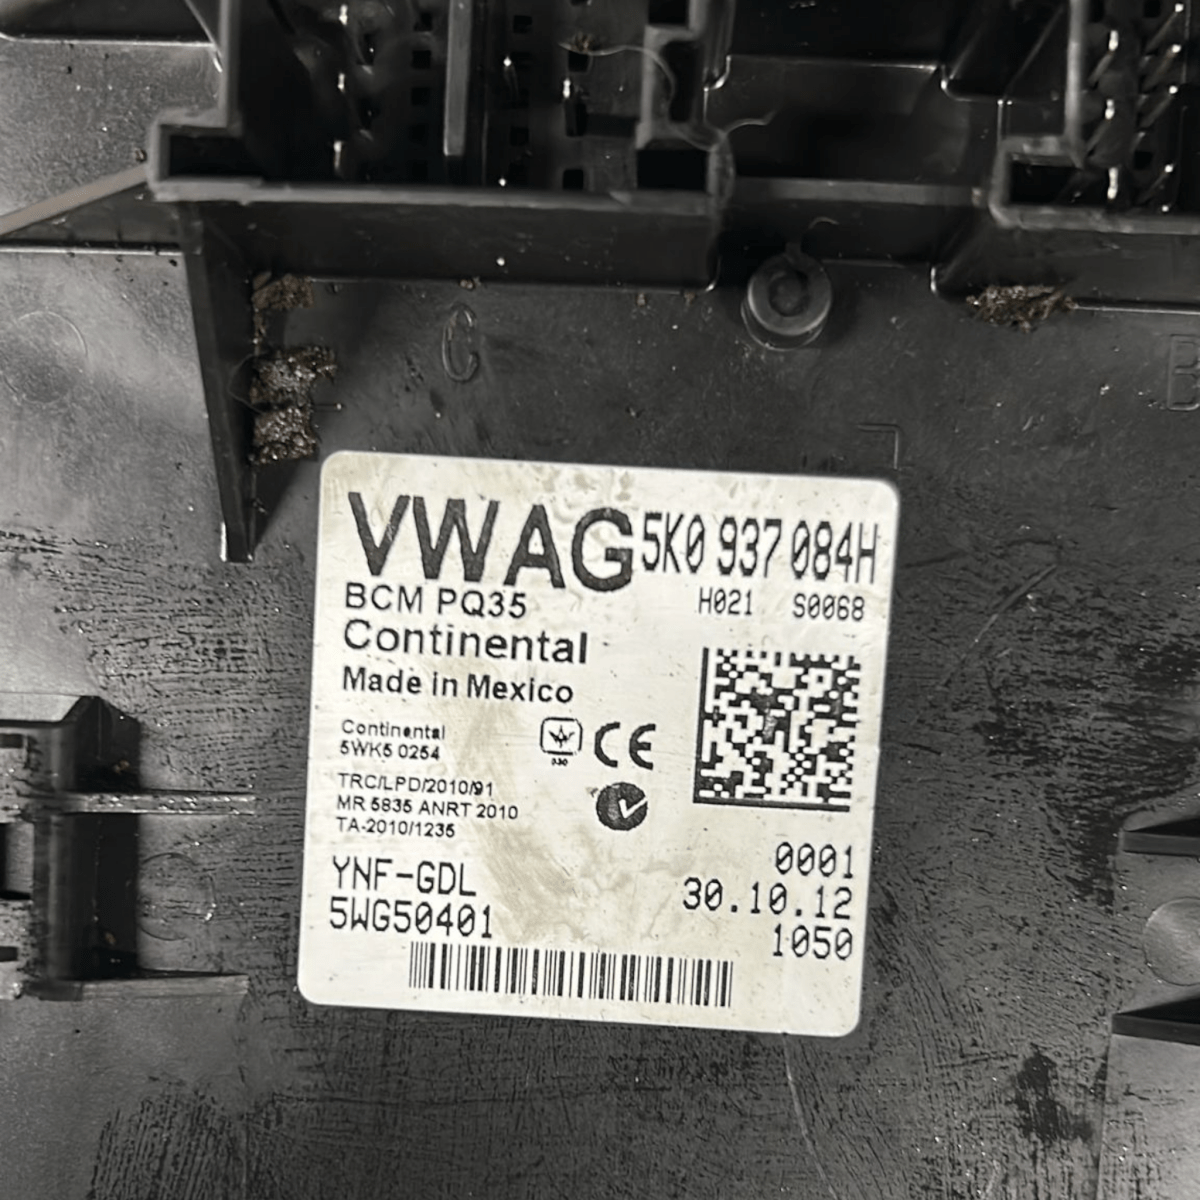 C
B
VWAG 5K0 937 084H
BCM PQ35 H021 S0068
Continental
Made in Mexico
Continental
5WK5 0254
CE
TRC/LPD/2010/91
MR 5835 ANRT 2010
TA-2010/1235
0001
YNF-GDL 30.10.12
5WG50401 1050